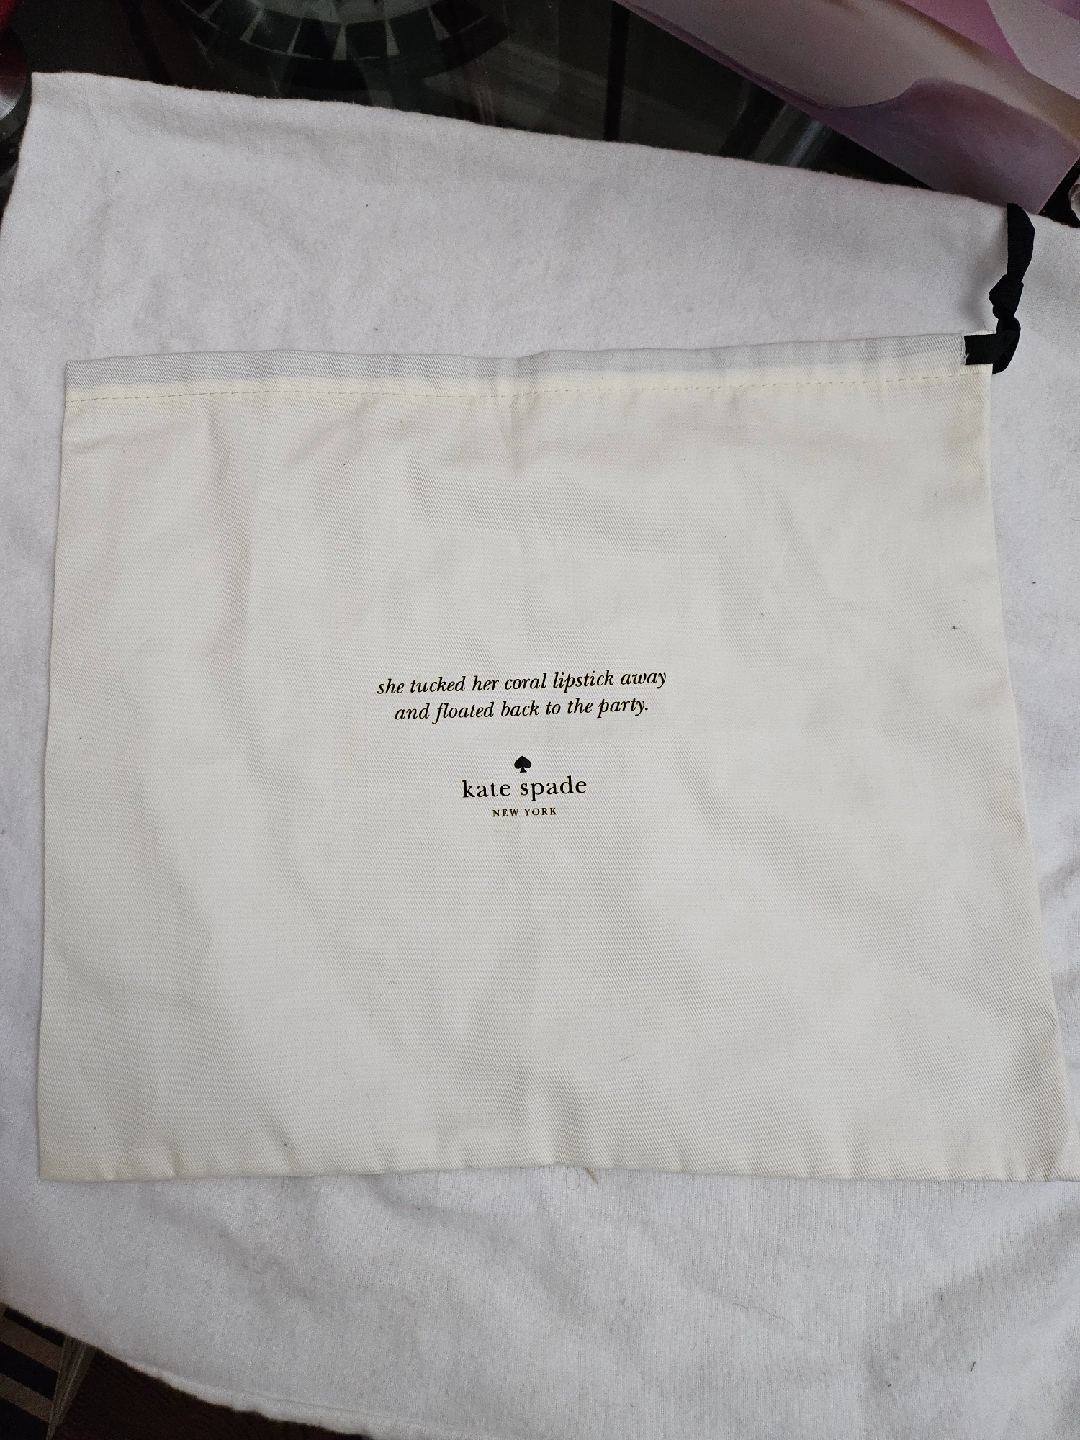 she tucked her coral lipstick away
and floated back to the party.
kate spade
NEW YORK